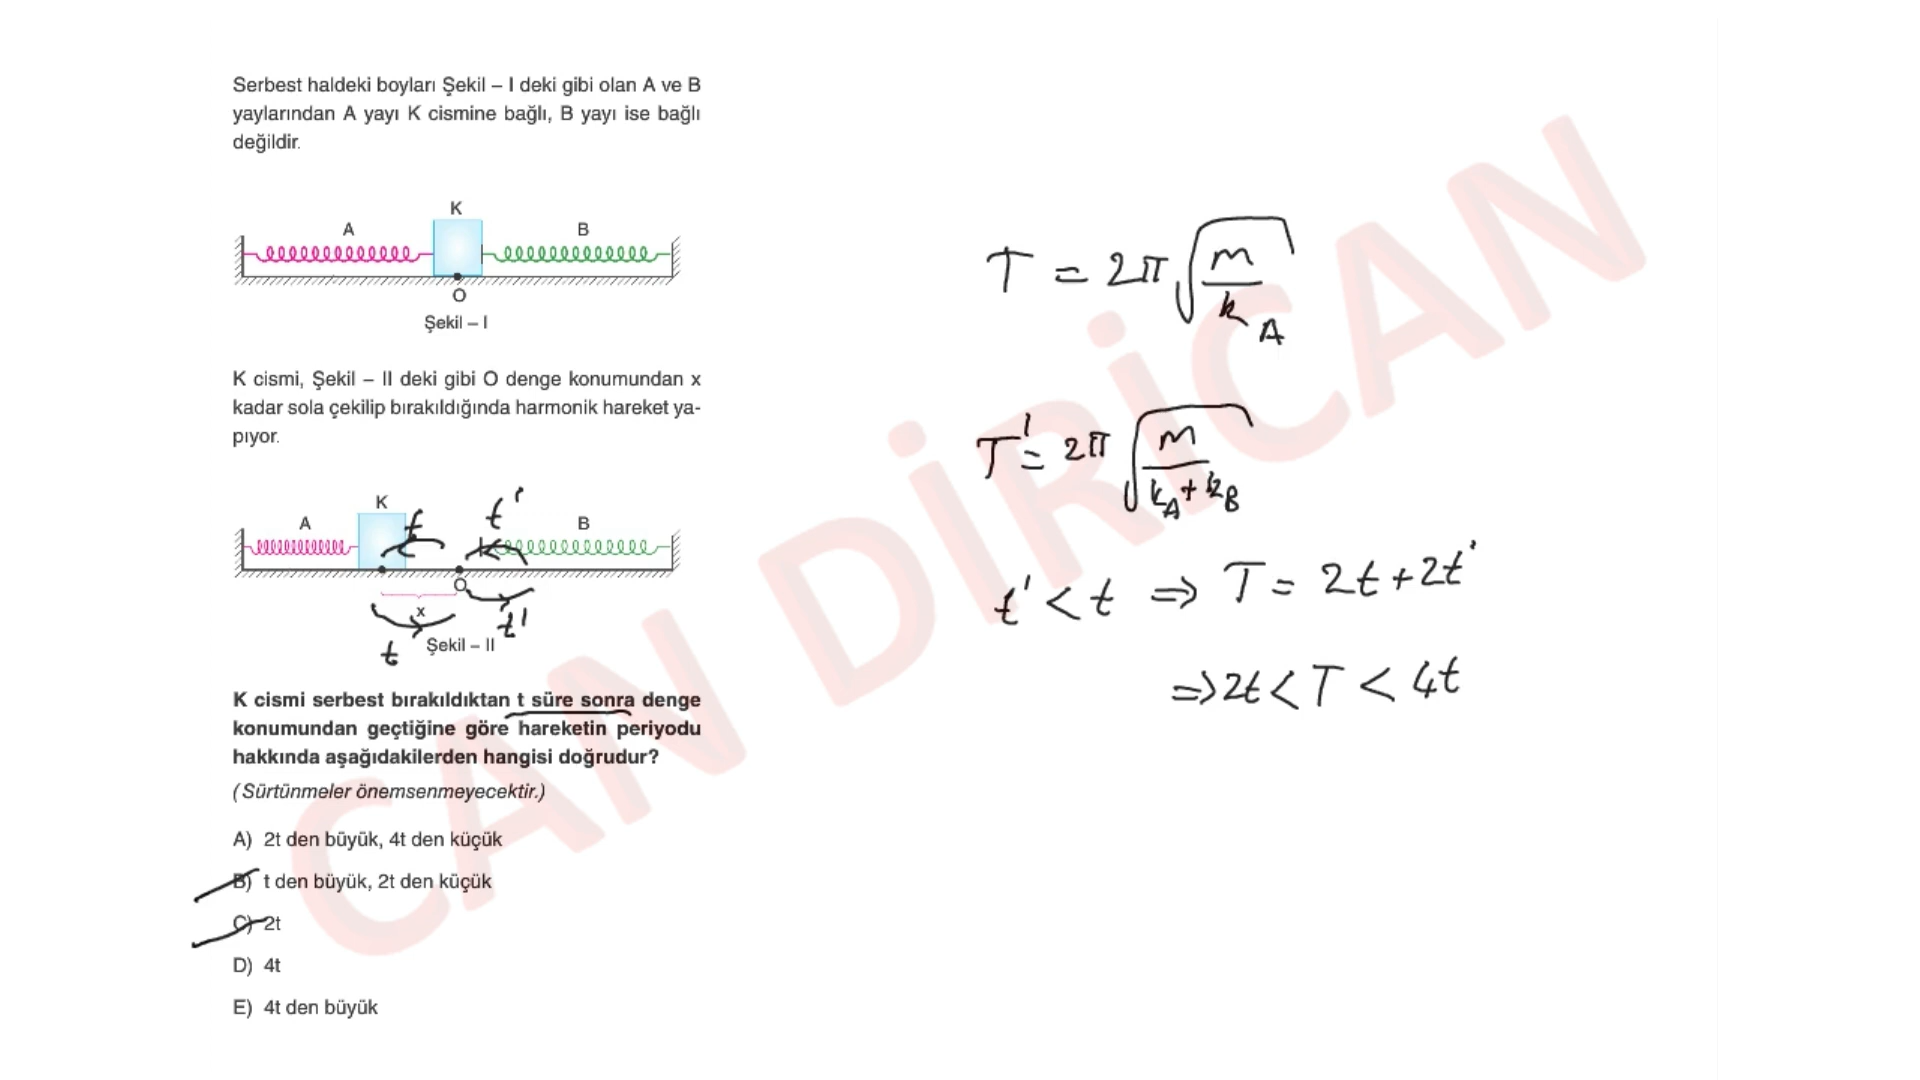 Serbest haldeki boyları Şekil – I deki gibi olan A ve B
yaylarından A yayı K cismine bağlı, B yayı ise bağlı
değildir.
K
A
B
O
Şekil – I
K cismi, Şekil – II deki gibi O denge konumundan x
kadar sola çekilip bırakıldığında harmonik hareket ya-
pıyor.
K
A
t
t'
B
O
x
t
t'
Şekil – II
K cismi serbest bırakıldıktan t süre sonra denge
konumundan geçtiğine göre hareketin periyodu
hakkında aşağıdakilerden hangisi doğrudur?
(Sürtünmeler önemsenmeyecektir.)
A) 2t den büyük, 4t den küçük
B) t den büyük, 2t den küçük
C) 2t
D) 4t
E) 4t den büyük
T = 2π√(m/k_A)
T' = 2π√(m/(k_A + k_B))
t' < t ⇒ T = 2t + 2t'
⇒ 2t < T < 4t
CAN DİRİCAN